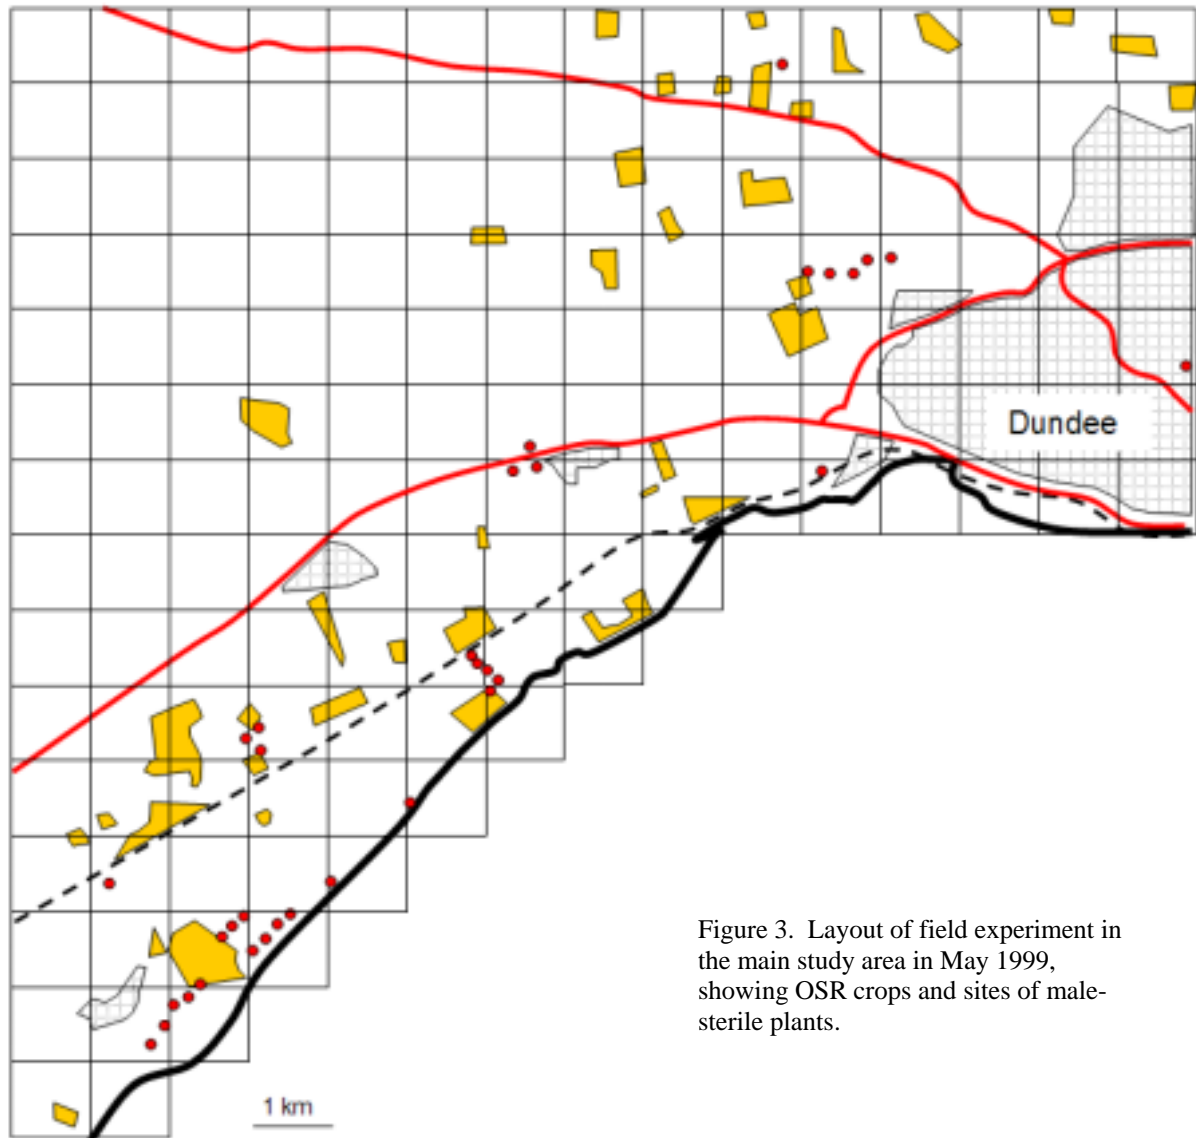 Dundee
Figure 3.  Layout of field experiment in
the main study area in May 1999,
showing OSR crops and sites of male-
sterile plants.
1 km